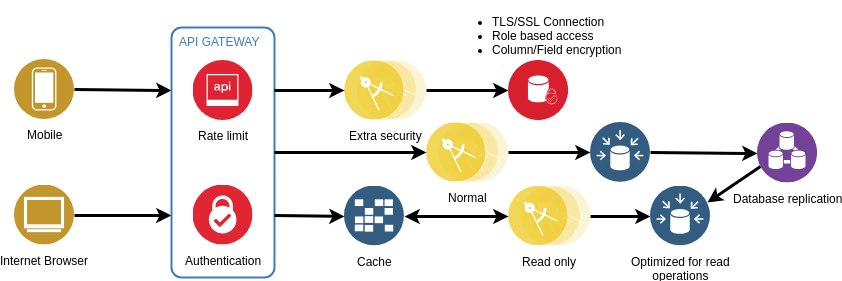 TLS/SSL Connection
Role based access
Column/Field encryption
API GATEWAY
api
Mobile
Rate limit
Extra security
Normal
Database replication
Internet Browser
Authentication
Cache
Read only
Optimized for read
operations